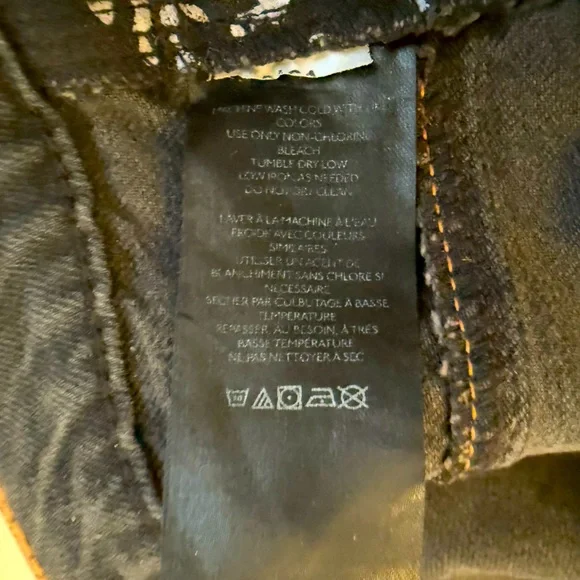 MACHINE WASH COLD WITH LIKE
COLORS
USE ONLY NON-CHLORINE
BLEACH
TUMBLE DRY LOW
LOW IRON AS NEEDED
DO NOT DRY CLEAN
LAVER À LA MACHINE À L'EAU
FROIDE AVEC COULEURS
SIMILAIRES
UTILISER UN AGENT DE
BLANCHIMENT SANS CHLORE SI
NÉCESSAIRE
SÉCHER PAR CULBUTAGE À BASSE
TEMPÉRATURE
REPASSER, AU BESOIN, À TRÈS
BASSE TEMPÉRATURE
NE PAS NETTOYER À SEC